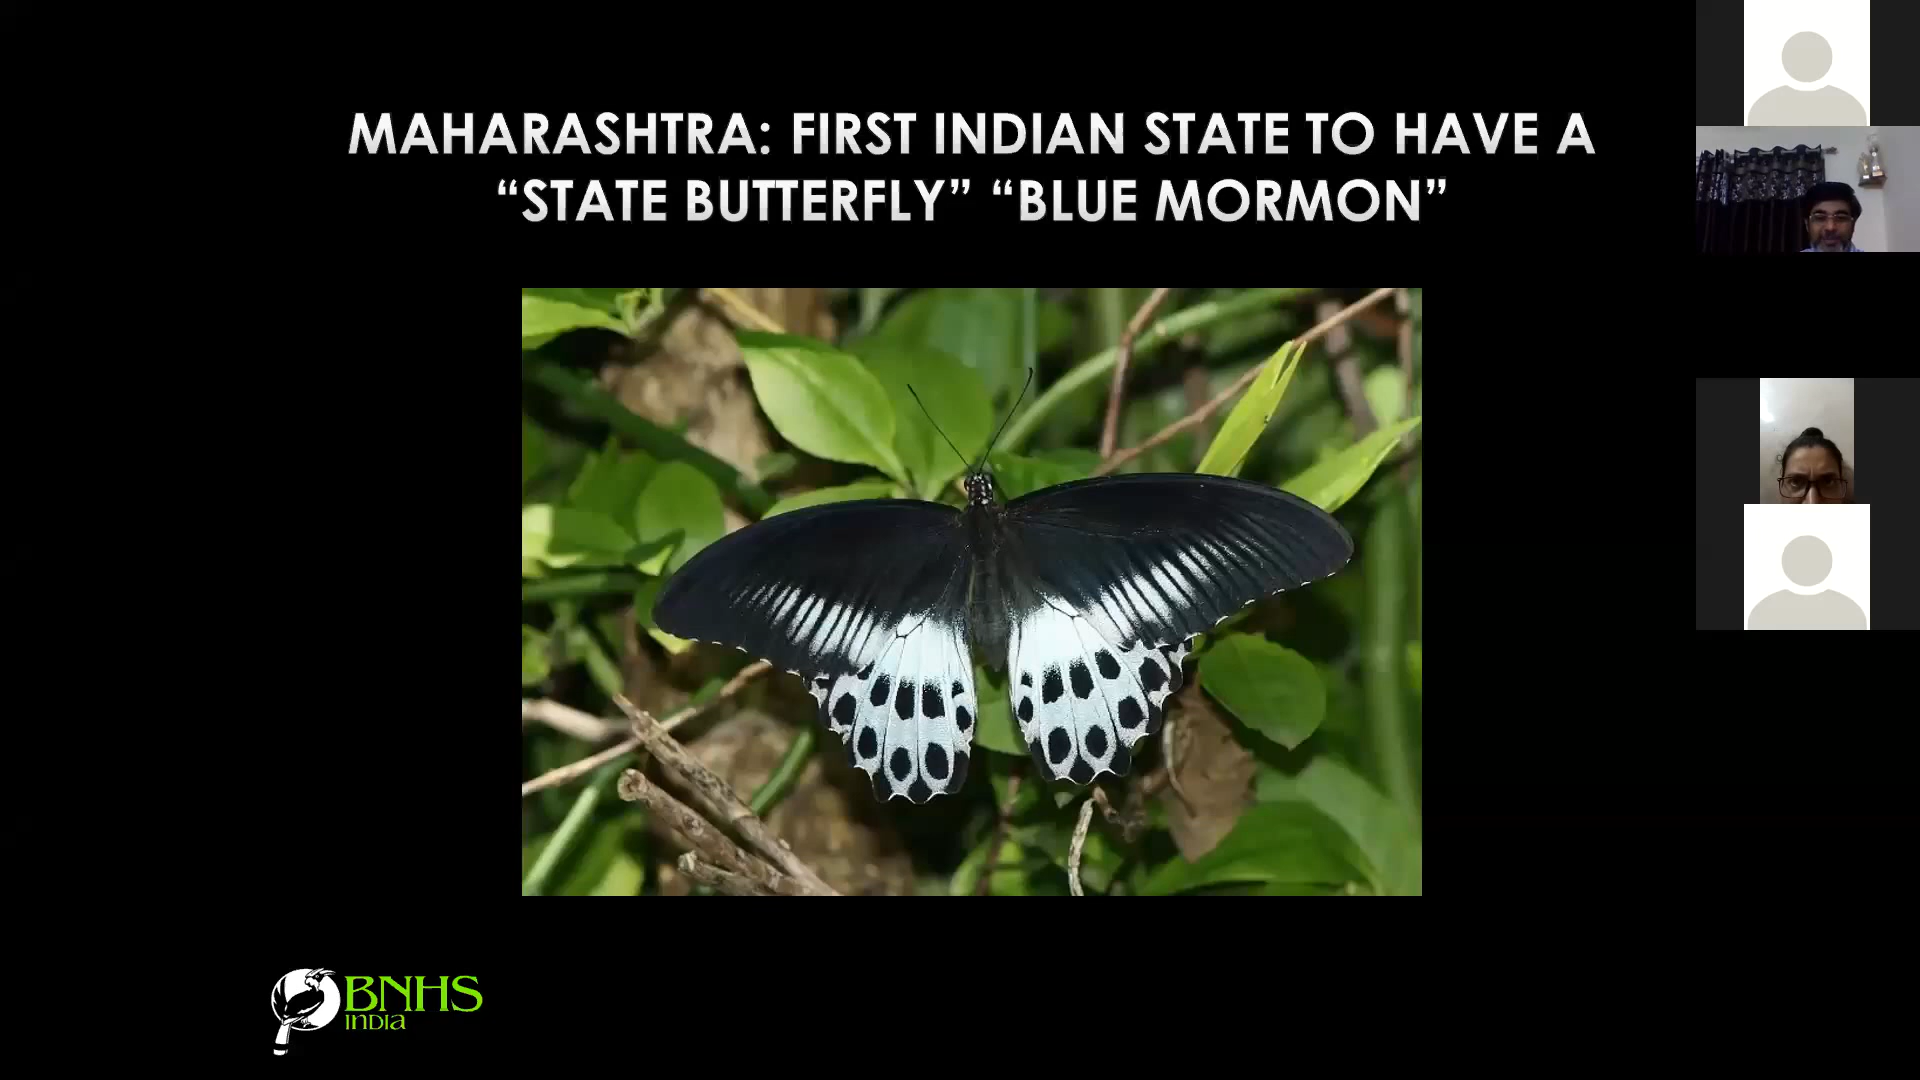 MAHARASHTRA: FIRST INDIAN STATE TO HAVE A
“STATE BUTTERFLY” “BLUE MORMON”
BNHS
INDIA